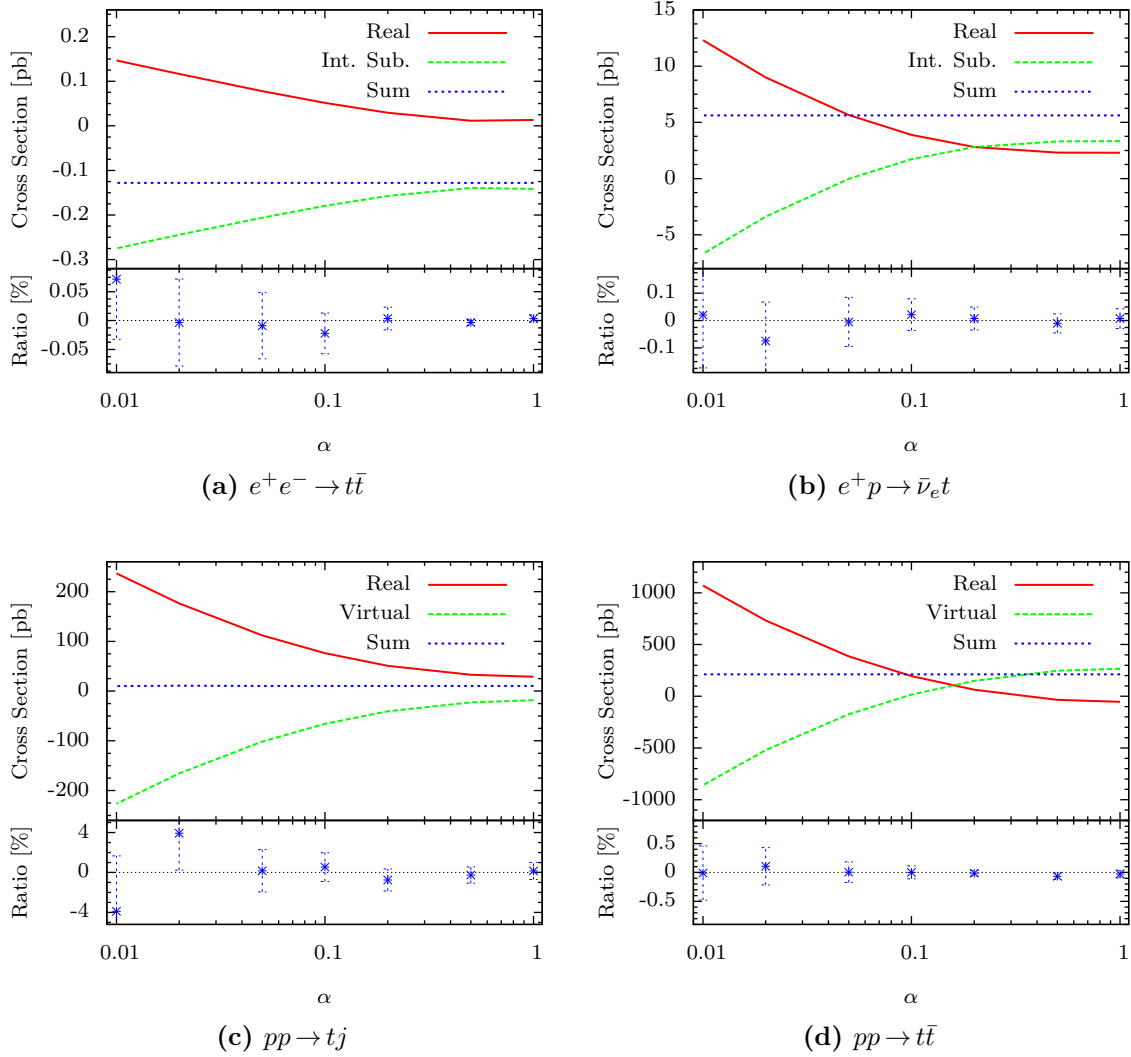 Cross Section [pb]
0.2
0.1
0
-0.1
-0.2
-0.3
Real
Int. Sub.
Sum
Ratio [%]
0.05
0
-0.05
0.01 0.1 1
α
(a) e⁺e⁻ → tt̄
Cross Section [pb]
15
10
5
0
-5
Real
Int. Sub.
Sum
Ratio [%]
0.1
0
-0.1
0.01 0.1 1
α
(b) e⁺p → ν̄ₑt
Cross Section [pb]
200
100
0
-100
-200
Real
Virtual
Sum
Ratio [%]
4
0
-4
0.01 0.1 1
α
(c) pp → tj
Cross Section [pb]
1000
500
0
-500
-1000
Real
Virtual
Sum
Ratio [%]
0.5
0
-0.5
0.01 0.1 1
α
(d) pp → tt̄